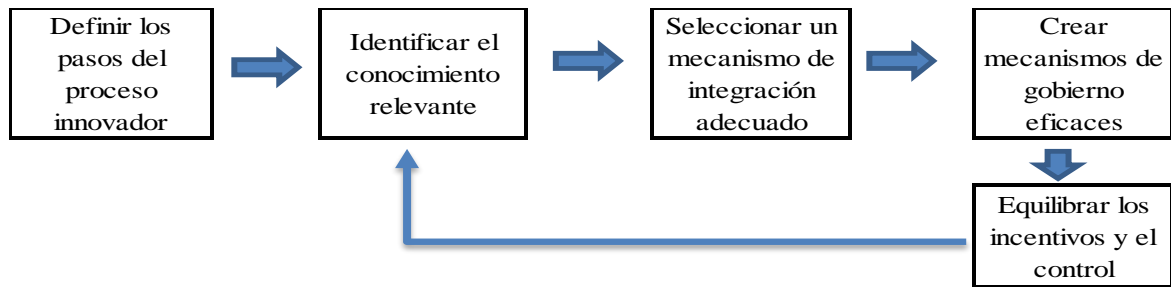 Definir los
pasos del
proceso
innovador
Identificar el
conocimiento
relevante
Seleccionar un
mecanismo de
integración
adecuado
Crear
mecanismos de
gobierno
eficaces
Equilibrar los
incentivos y el
control